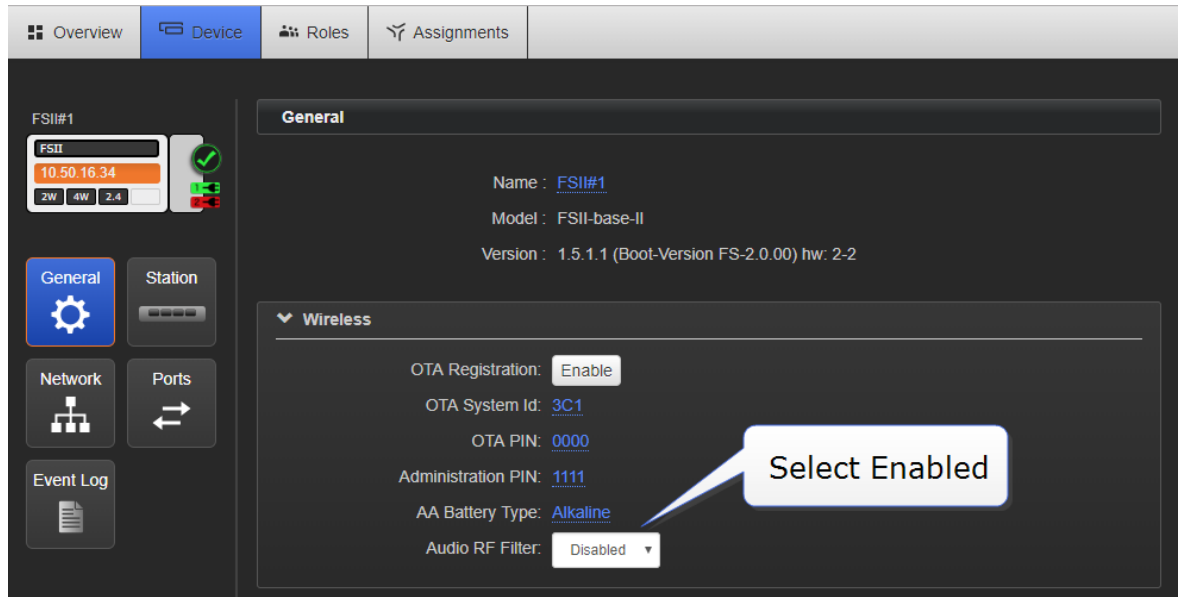 Overview Device Roles Assignments
FSII#1
FSII
10.50.16.34
2W 4W 2.4
1
2
General Station
Network Ports
Event Log
General
Name : FSII#1
Model : FSII-base-II
Version : 1.5.1.1 (Boot-Version FS-2.0.00) hw: 2-2
Wireless
OTA Registration: Enable
OTA System Id: 3C1
OTA PIN: 0000
Administration PIN: 1111
AA Battery Type: Alkaline
Audio RF Filter: Disabled
Select Enabled